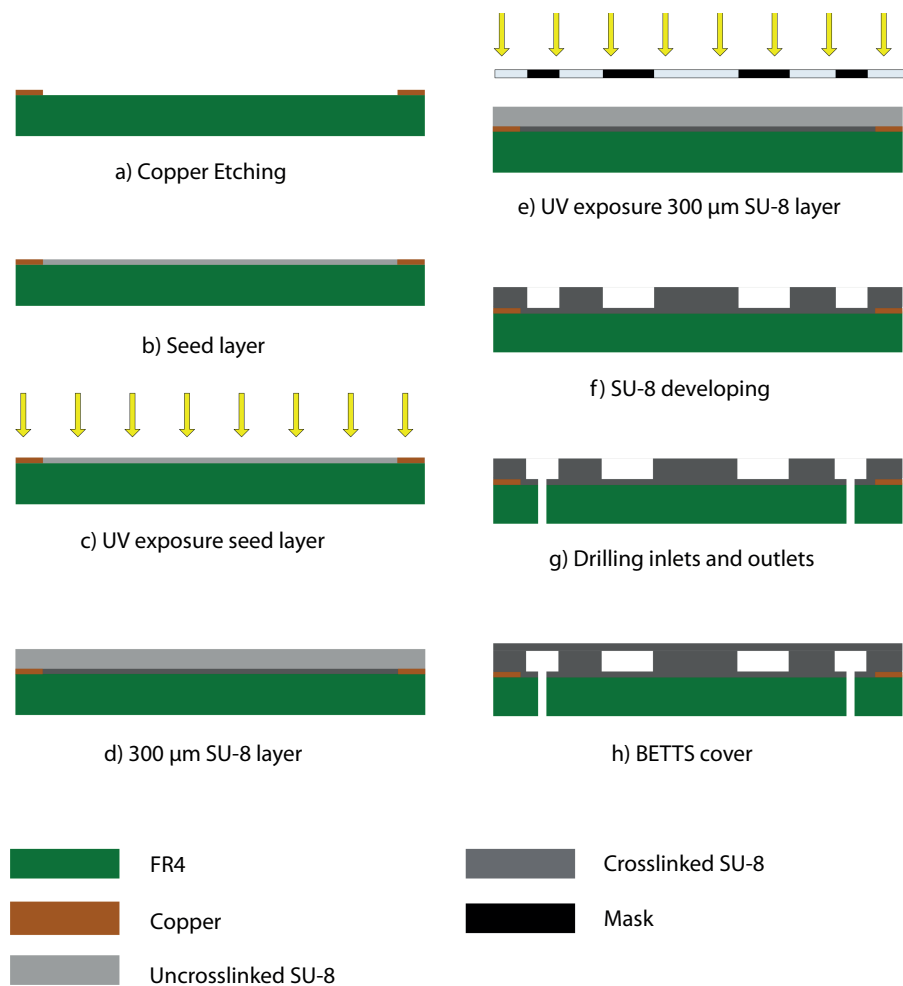 a) Copper Etching
b) Seed layer
c) UV exposure seed layer
d) 300 µm SU-8 layer
e) UV exposure 300 µm SU-8 layer
f) SU-8 developing
g) Drilling inlets and outlets
h) BETTS cover
FR4
Copper
Uncrosslinked SU-8
Crosslinked SU-8
Mask